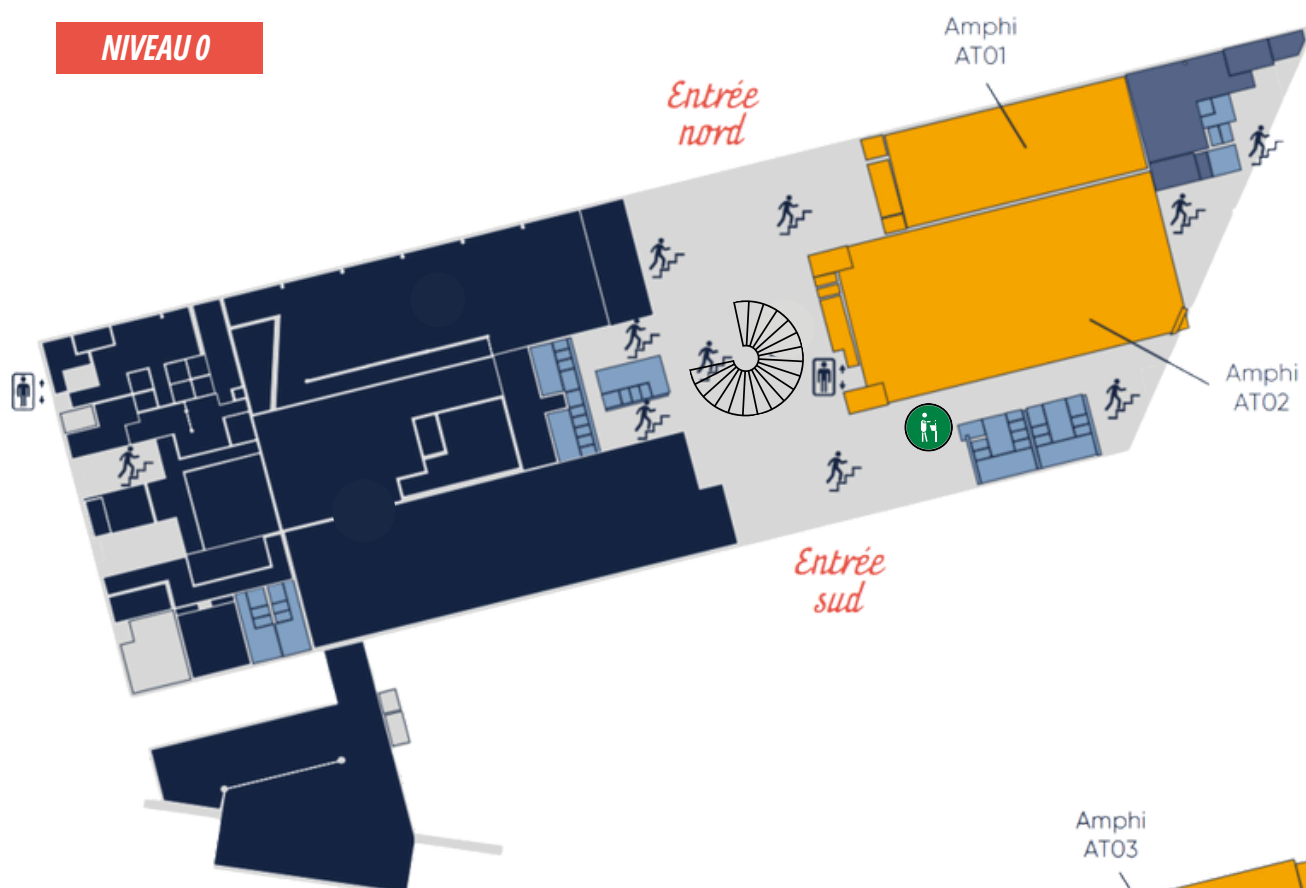 NIVEAU 0
Amphi
AT01
Entrée
nord
Amphi
AT02
Entrée
sud
Amphi
AT03